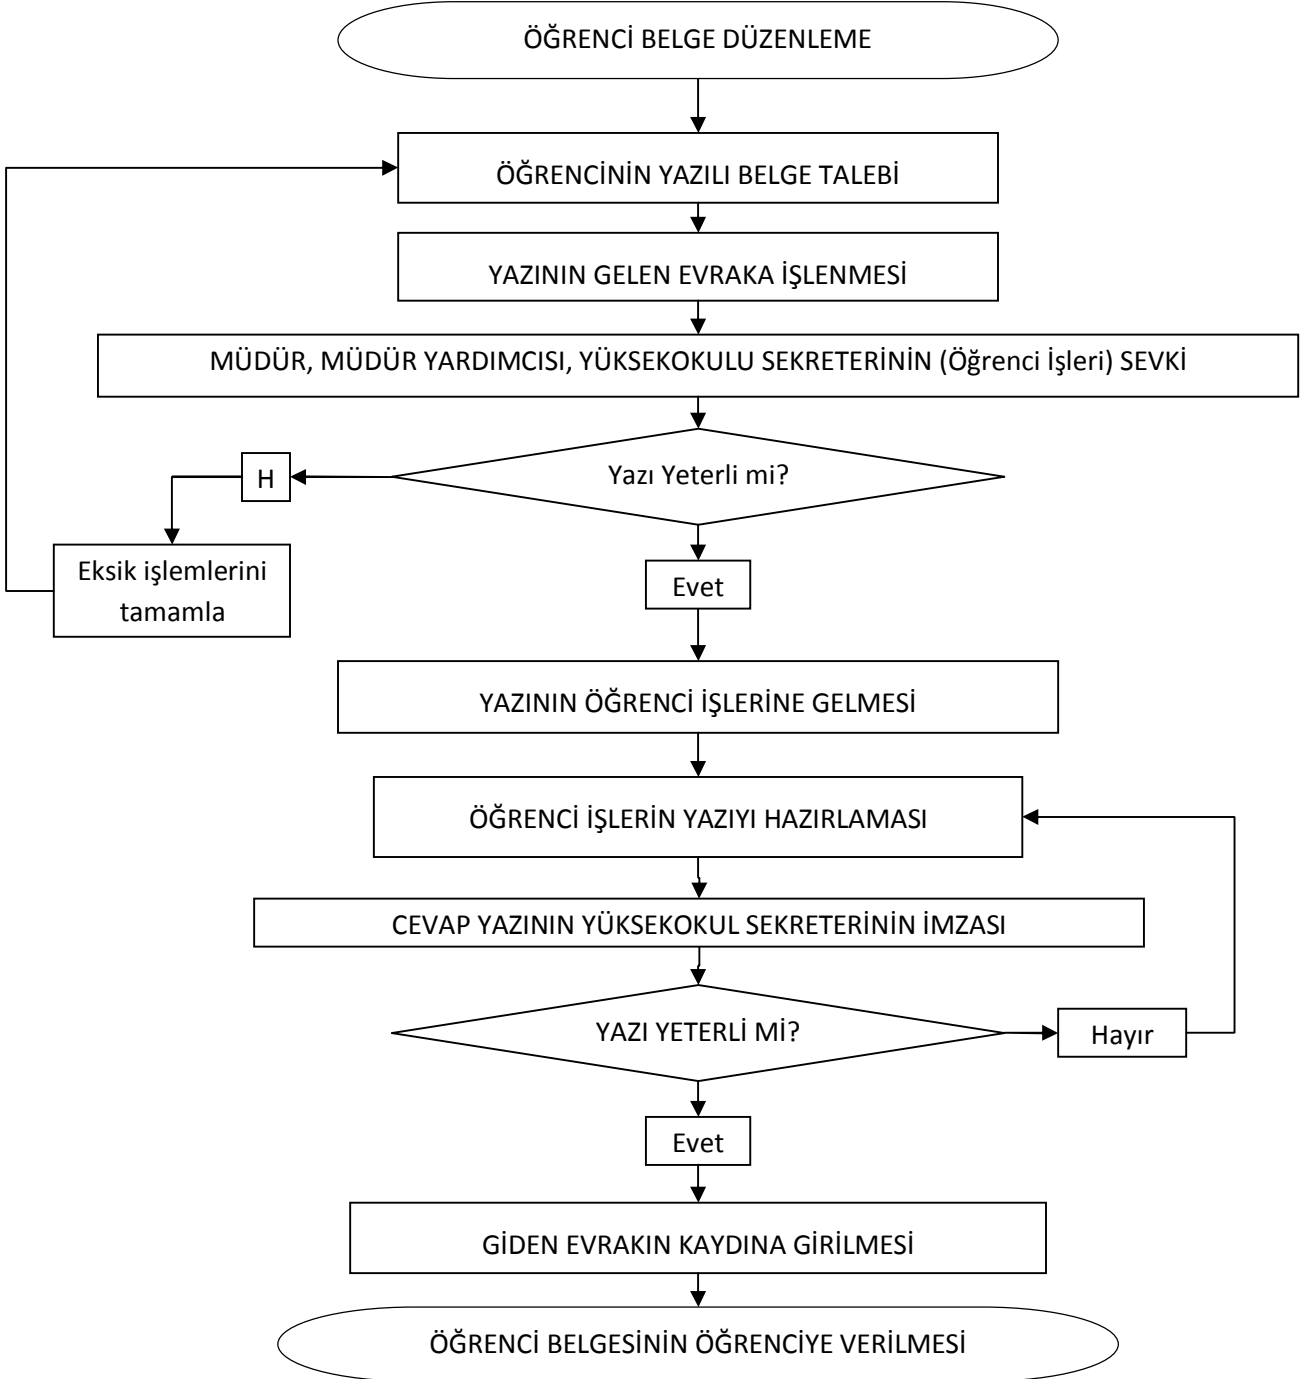 ÖĞRENCİ BELGE DÜZENLEME
ÖĞRENCİNİN YAZILI BELGE TALEBİ
YAZININ GELEN EVRAKA İŞLENMESİ
MÜDÜR, MÜDÜR YARDIMCISI, YÜKSEKOKULU SEKRETERİNİN (Öğrenci İşleri) SEVKİ
Yazı Yeterli mi?
H
Eksik işlemlerini
tamamla
Evet
YAZININ ÖĞRENCİ İŞLERİNE GELMESİ
ÖĞRENCİ İŞLERİN YAZIYI HAZIRLAMASI
CEVAP YAZININ YÜKSEKOKUL SEKRETERİNİN İMZASI
YAZI YETERLİ Mİ?
Hayır
Evet
GİDEN EVRAKIN KAYDINA GİRİLMESİ
ÖĞRENCİ BELGESİNİN ÖĞRENCİYE VERİLMESİ